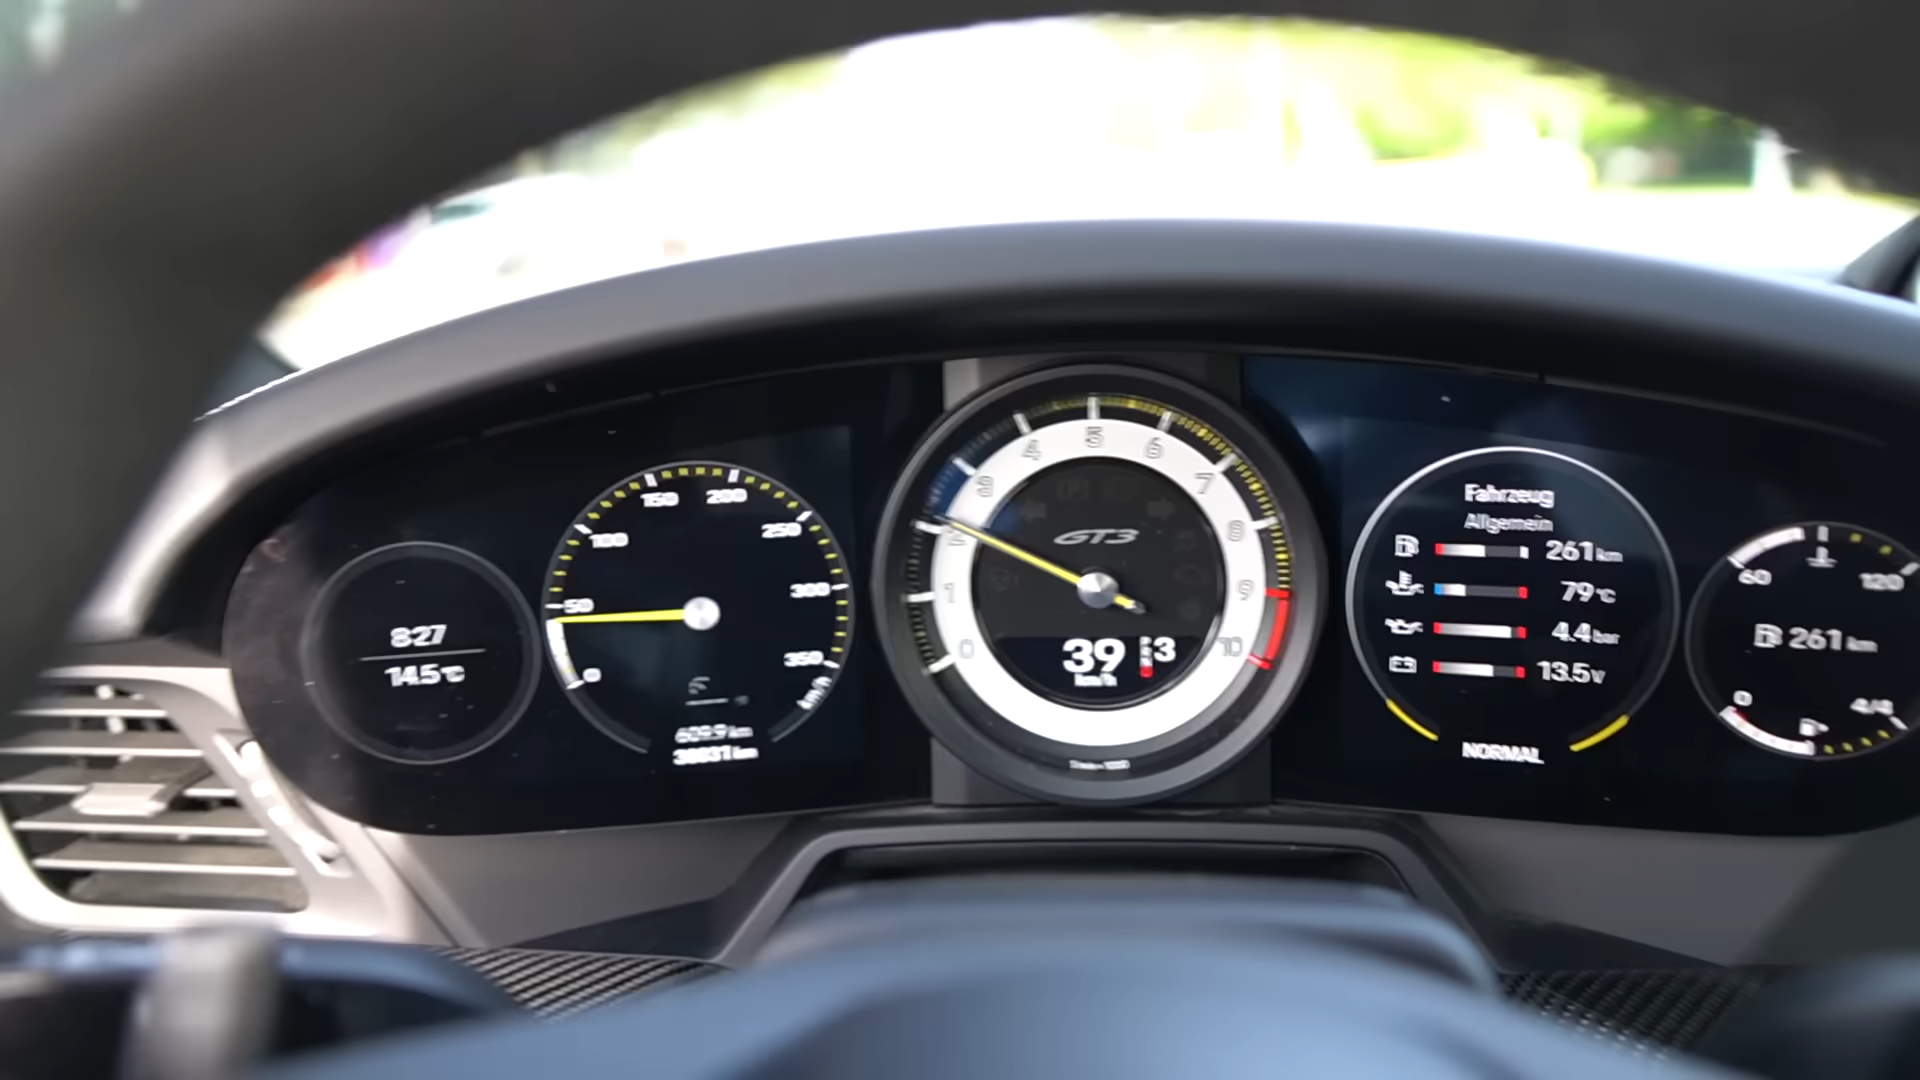 8:27
14.5°C
0
50
100
150
200
250
300
350
km/h
609.9 km
km
0
1
2
3
4
5
6
7
8
9
10
GT3
39
km/h
3
Fahrzeug
Allgemein
261 km
79°C
4.4 bar
13.5 V
NORMAL
60
120
261 km
0
4/4